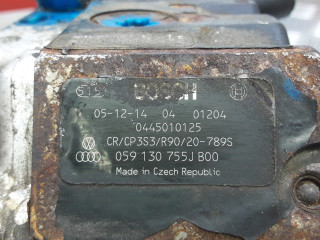 BOSCH
05-12-14 04 01204
0445010125
CR/CP3S3/R90/20-789S
059 130 755J B00
Made in Czech Republic